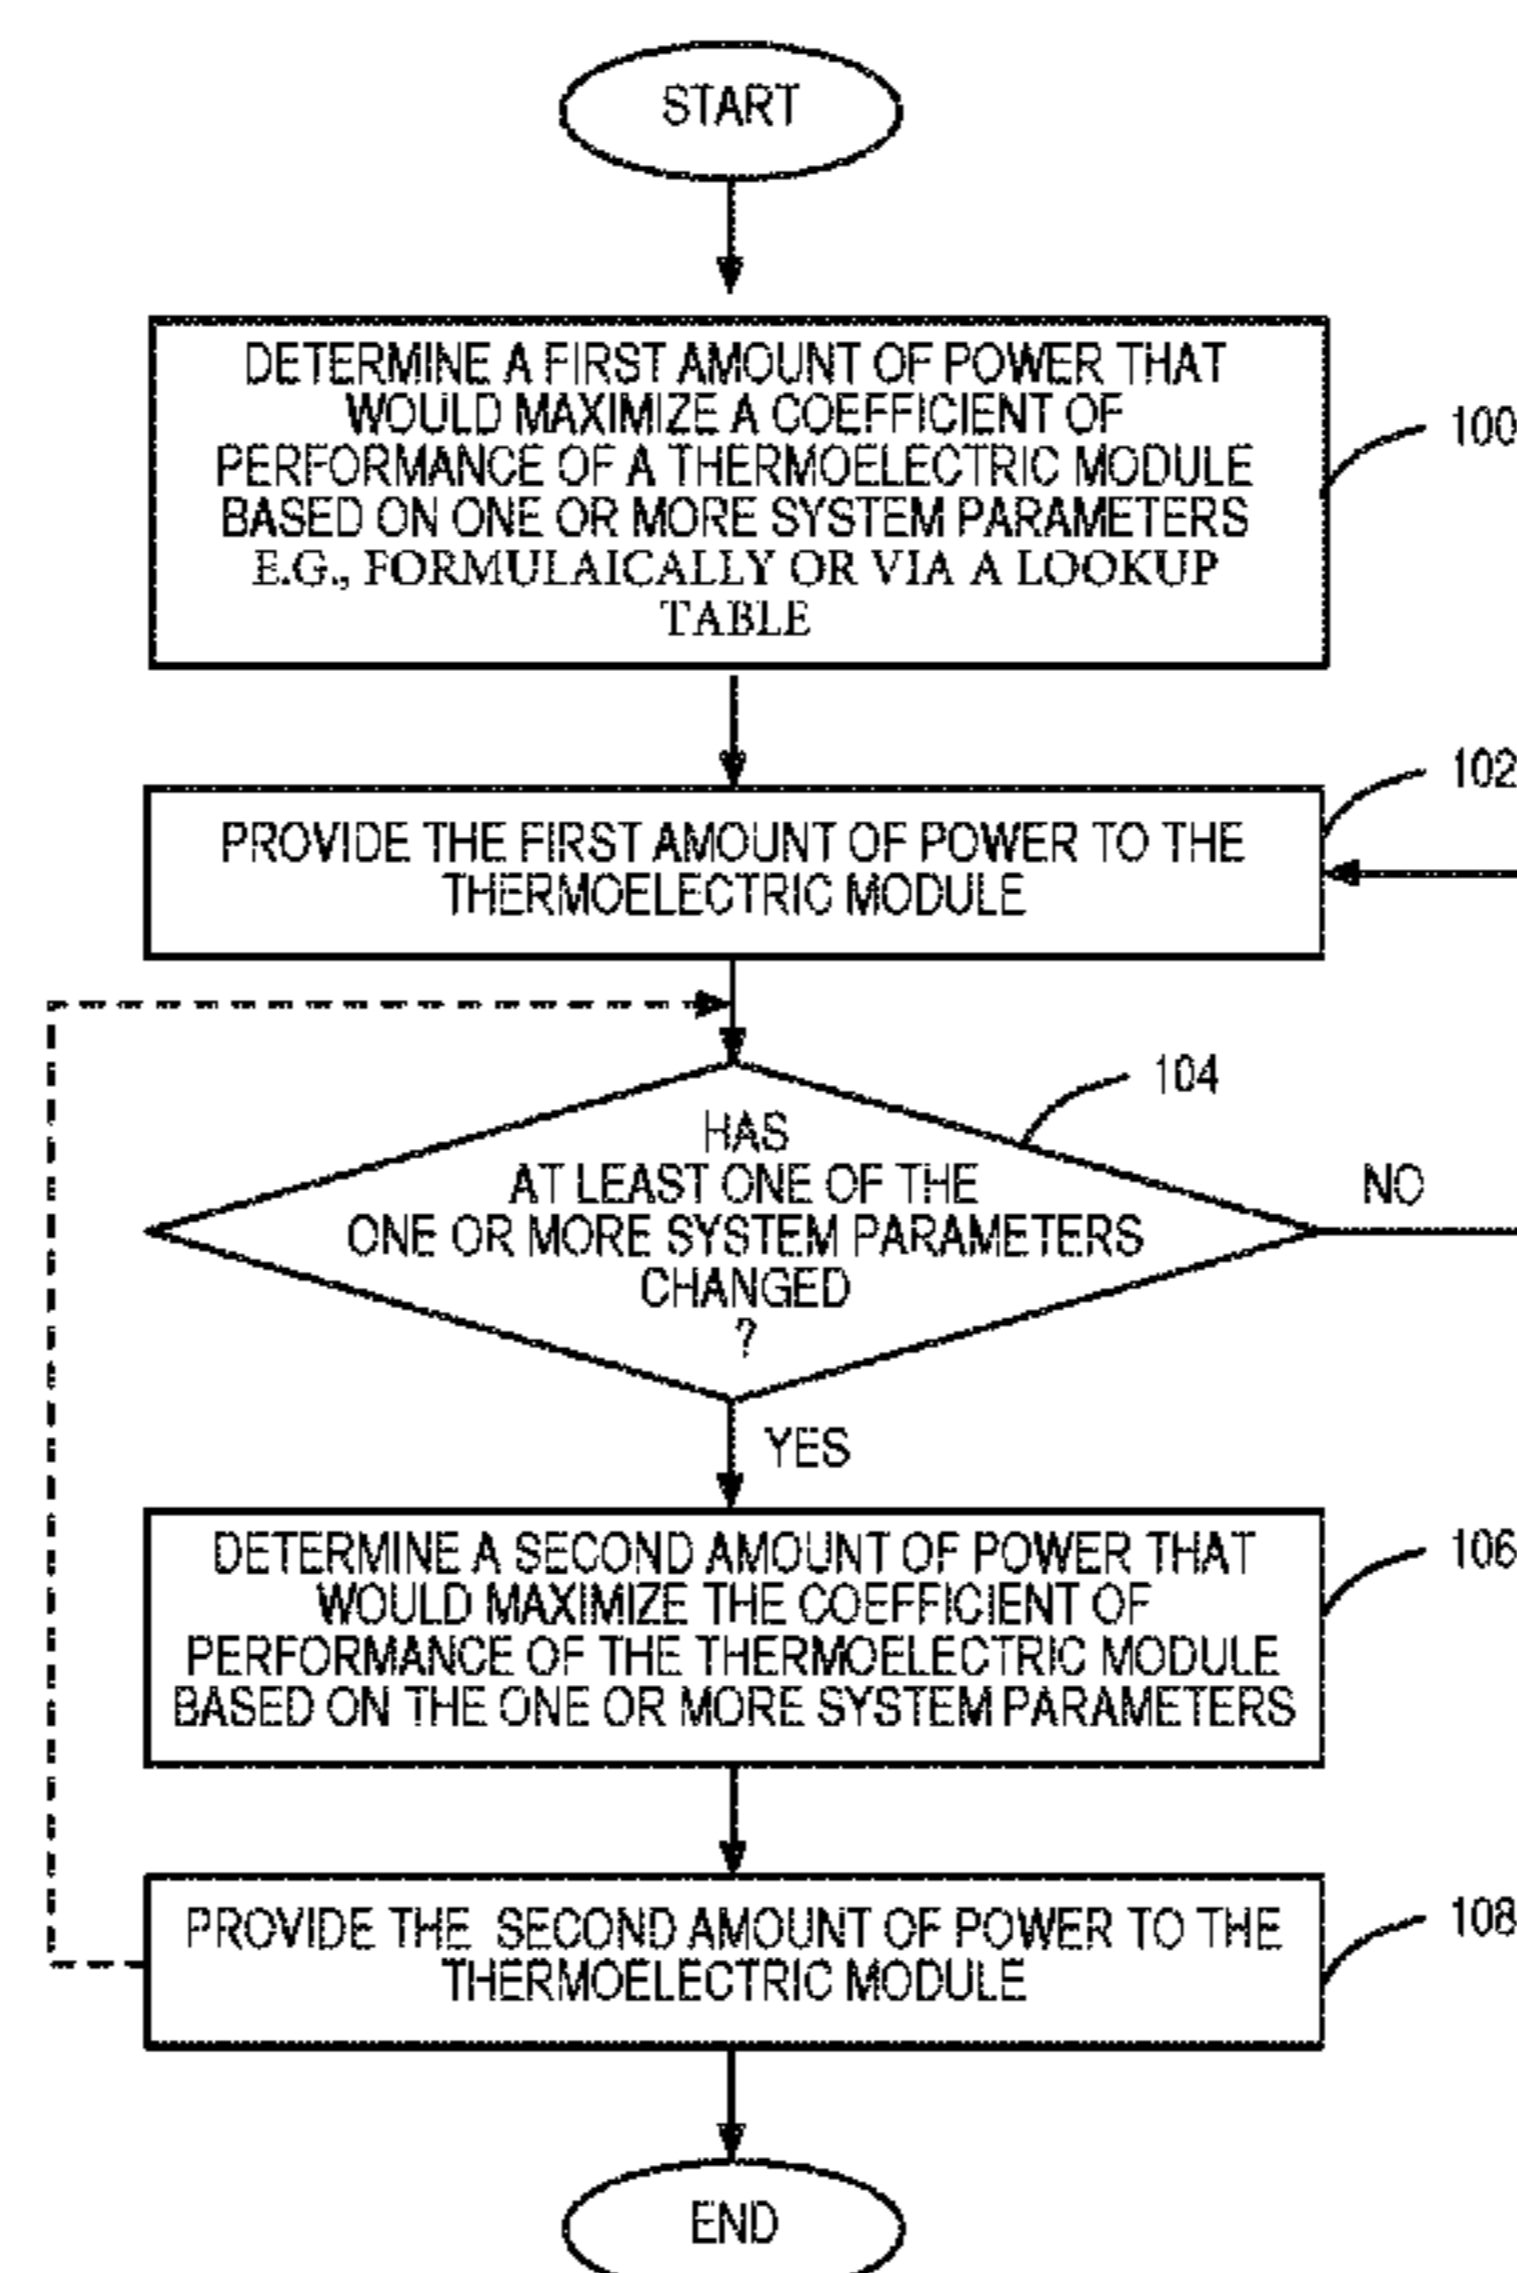 START
DETERMINE A FIRST AMOUNT OF POWER THAT
WOULD MAXIMIZE A COEFFICIENT OF
PERFORMANCE OF A THERMOELECTRIC MODULE
BASED ON ONE OR MORE SYSTEM PARAMETERS
E.G., FORMULAICALLY OR VIA A LOOKUP
TABLE
100
102
PROVIDE THE FIRST AMOUNT OF POWER TO THE
THERMOELECTRIC MODULE
104
HAS
AT LEAST ONE OF THE
ONE OR MORE SYSTEM PARAMETERS
CHANGED
?
NO
YES
106
DETERMINE A SECOND AMOUNT OF POWER THAT
WOULD MAXIMIZE THE COEFFICIENT OF
PERFORMANCE OF THE THERMOELECTRIC MODULE
BASED ON THE ONE OR MORE SYSTEM PARAMETERS
108
PROVIDE THE SECOND AMOUNT OF POWER TO THE
THERMOELECTRIC MODULE
END